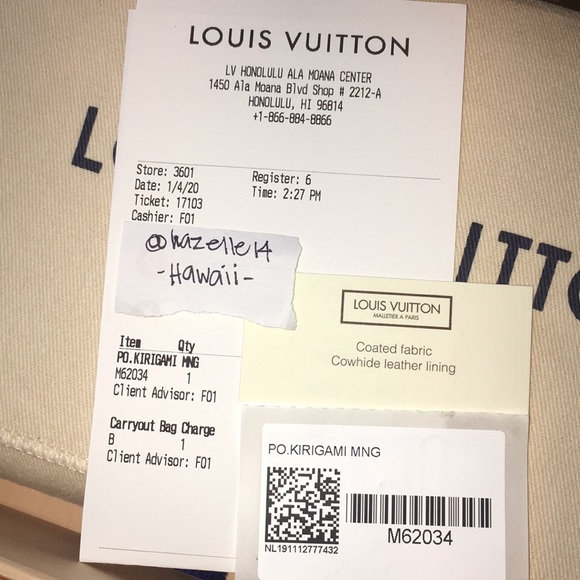 LOUIS VUITTON
LV HONOLULU ALA MOANA CENTER
1450 Ala Moana Blvd Shop # 2212-A
HONOLULU, HI 96814
+1-866-884-8866
Store: 3601 Register: 6
Date: 1/4/20 Time: 2:27 PM
Ticket: 17103
Cashier: F01
@hazelle14
-Hawaii-
Item Qty
PO.KIRIGAMI MNG
M62034 1
Client Advisor: F01
Carryout Bag Charge
B 1
Client Advisor: F01
LOUIS VUITTON
MALLETIER A PARIS
Coated fabric
Cowhide leather lining
PO.KIRIGAMI MNG
M62034
NL191112777432